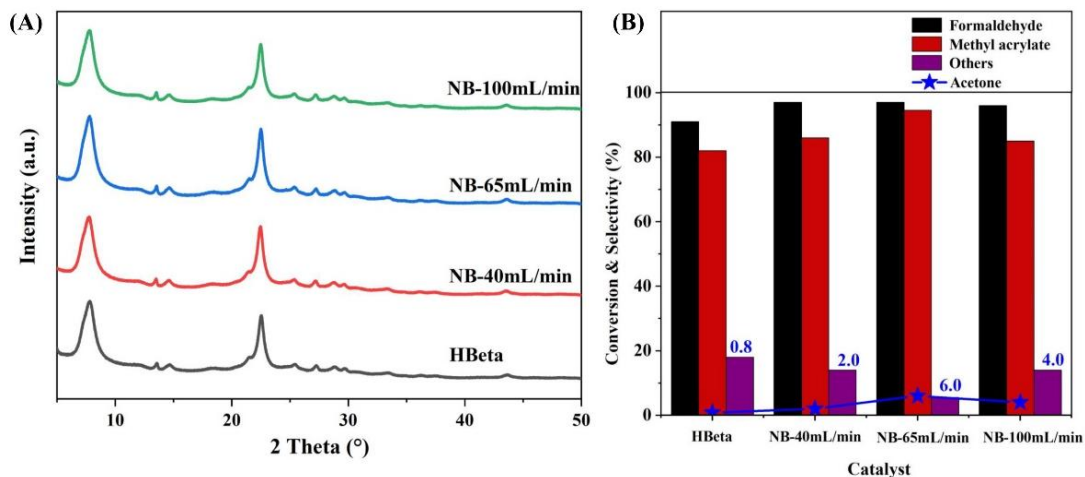 (A)
Intensity (a.u.)
NB-100mL/min
NB-65mL/min
NB-40mL/min
HBeta
10
20
30
40
50
2 Theta (°)
(B)
Formaldehyde
Methyl acrylate
Others
Acetone
Conversion & Selectivity (%)
100
80
60
40
20
0
0.8
2.0
6.0
4.0
HBeta
NB-40mL/min
NB-65mL/min
NB-100mL/min
Catalyst